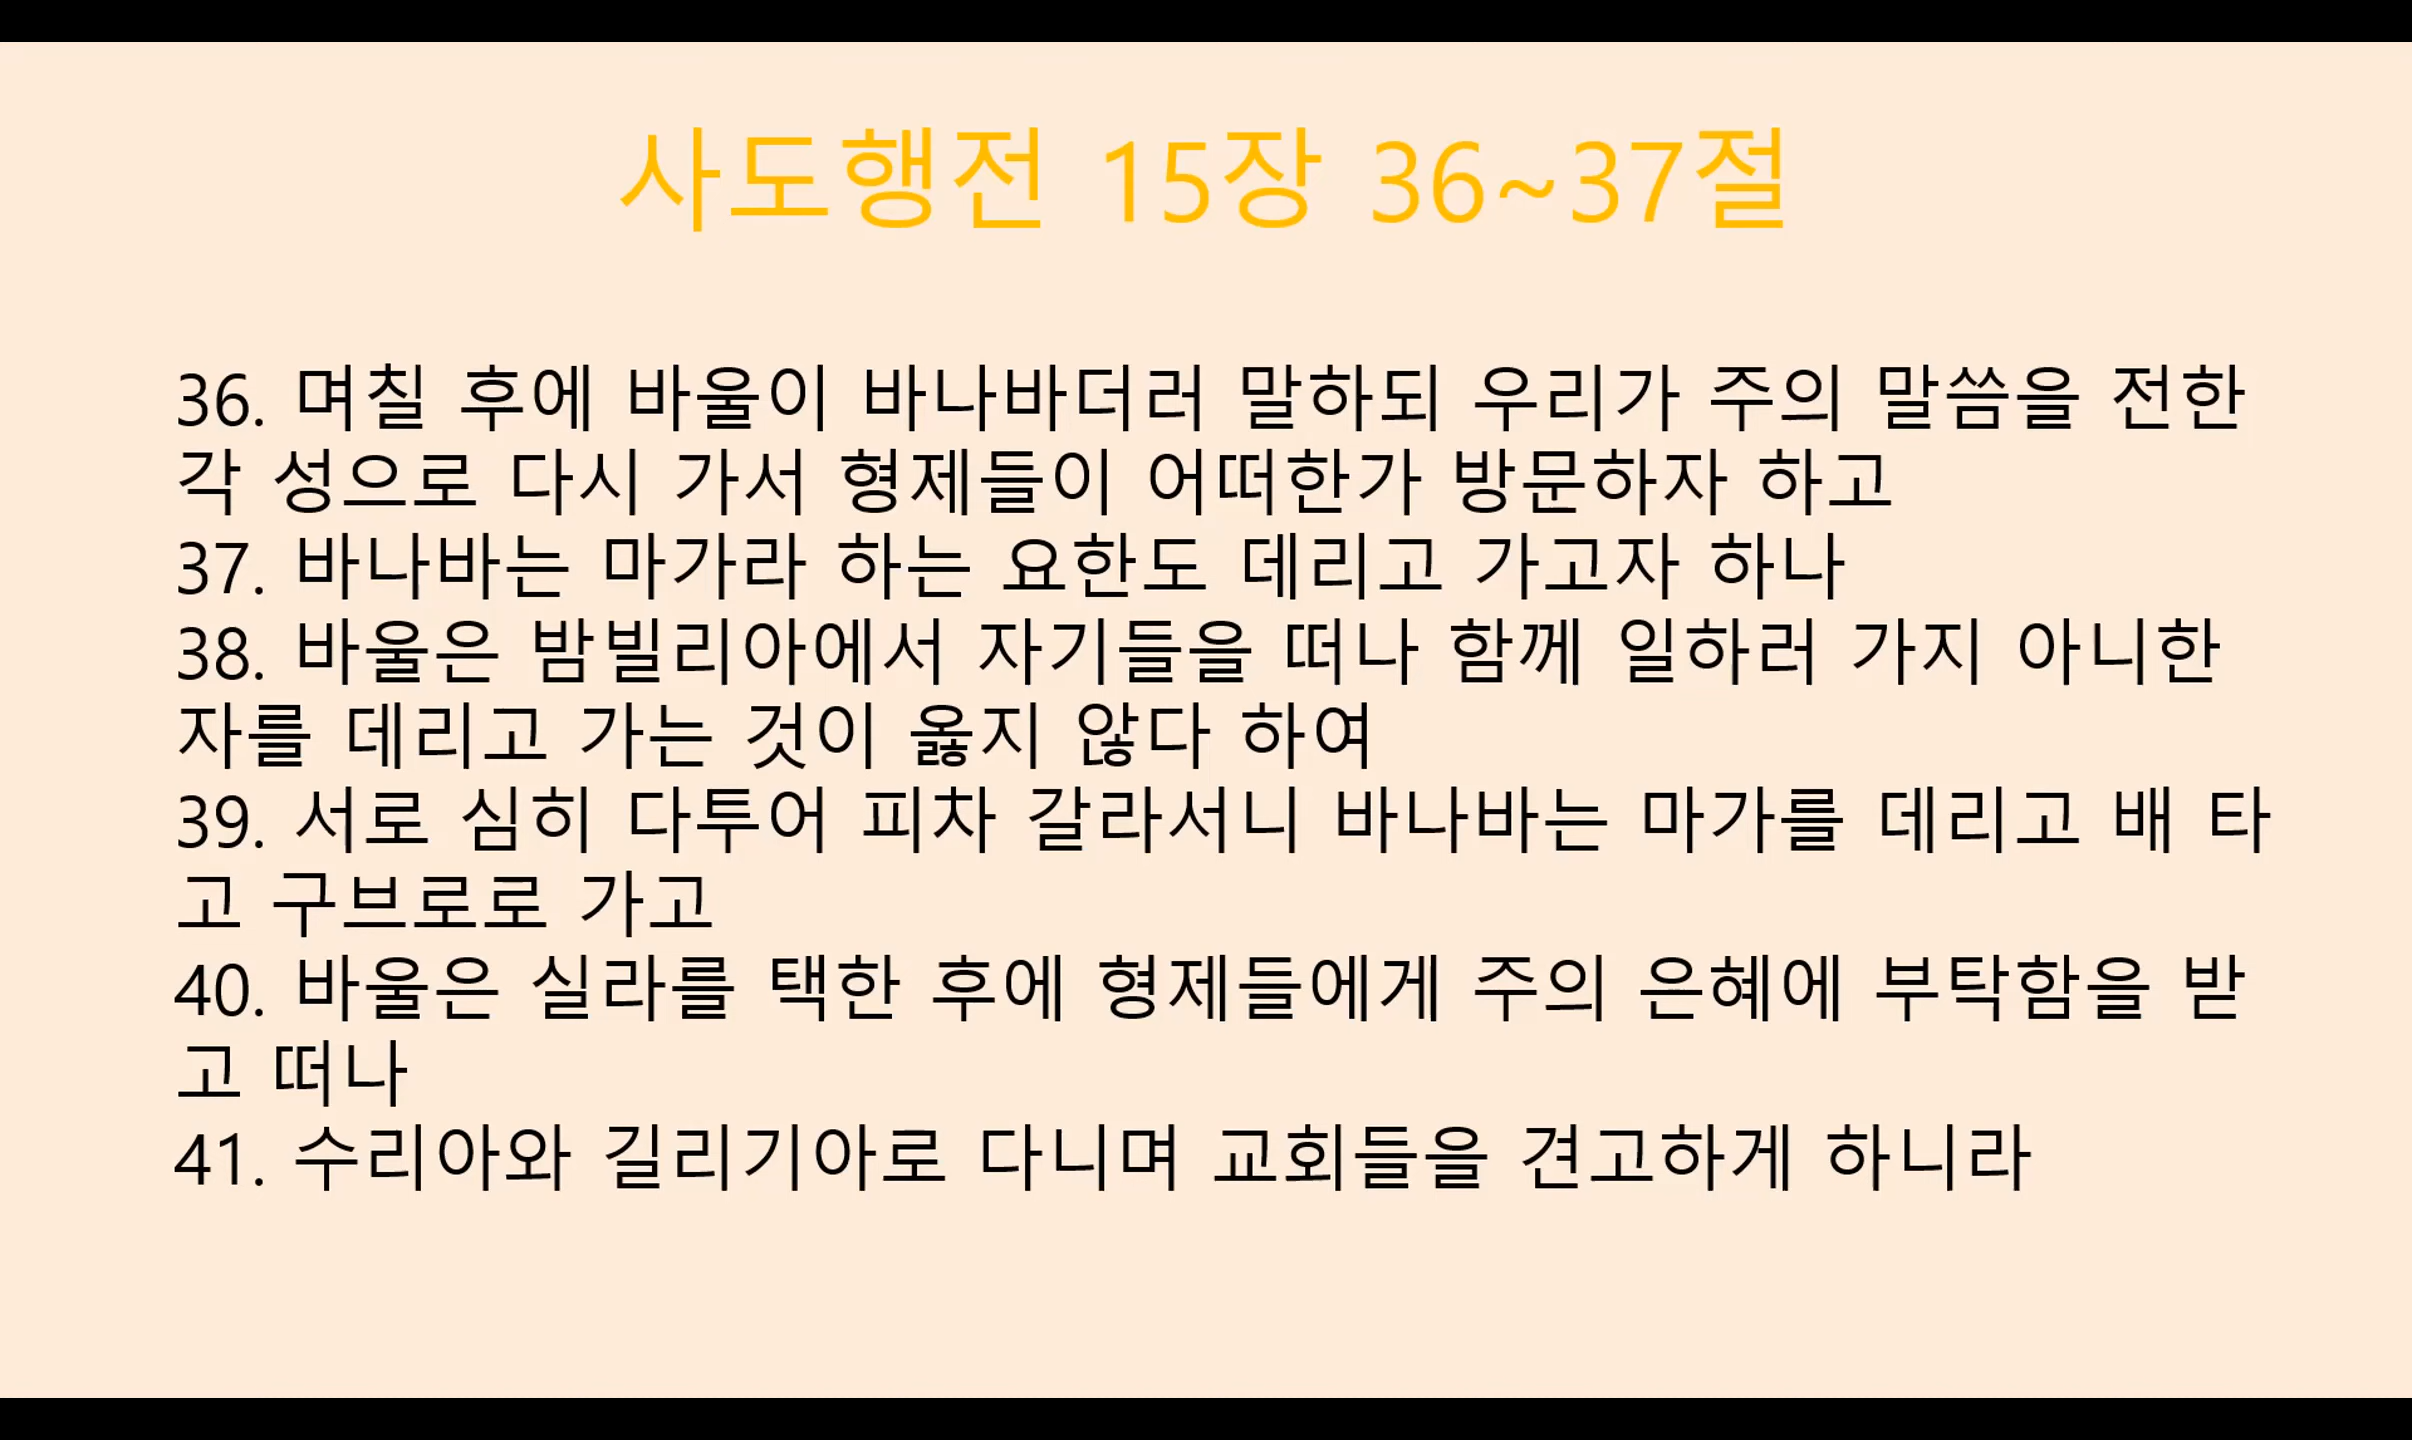 사도행전 15장 36~37절
36. 며칠 후에 바울이 바나바더러 말하되 우리가 주의 말씀을 전한
각 성으로 다시 가서 형제들이 어떠한가 방문하자 하고
37. 바나바는 마가라 하는 요한도 데리고 가고자 하나
38. 바울은 밤빌리아에서 자기들을 떠나 함께 일하러 가지 아니한
자를 데리고 가는 것이 옳지 않다 하여
39. 서로 심히 다투어 피차 갈라서니 바나바는 마가를 데리고 배 타
고 구브로로 가고
40. 바울은 실라를 택한 후에 형제들에게 주의 은혜에 부탁함을 받
고 떠나
41. 수리아와 길리기아로 다니며 교회들을 견고하게 하니라